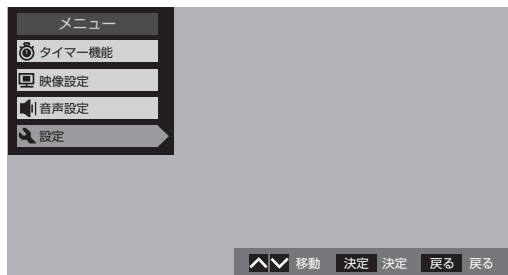 メニュー
タイマー機能
映像設定
音声設定
設定
移動 決定 決定 戻る 戻る